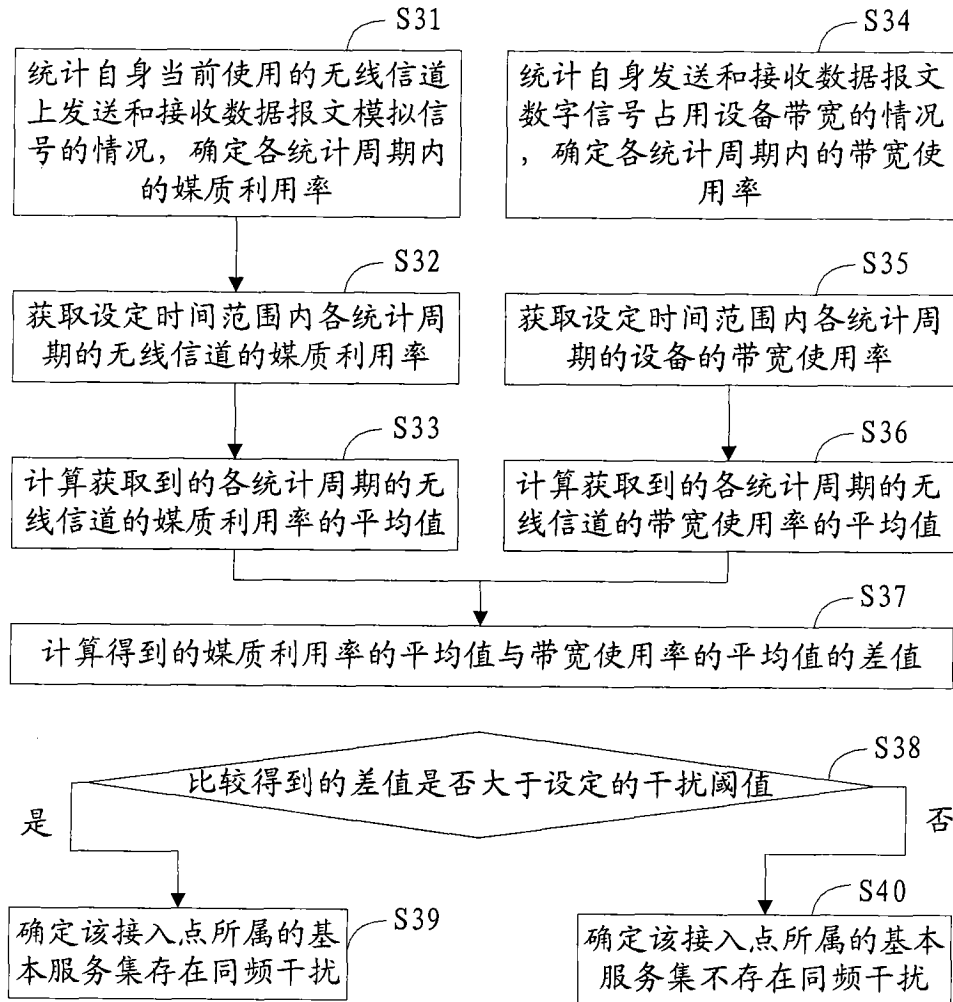 S31
统计自身当前使用的无线信道
上发送和接收数据报文模拟信
号的情况，确定各统计周期内
的媒质利用率
S34
统计自身发送和接收数据报文
数字信号占用设备带宽的情况
，确定各统计周期内的带宽使
用率
S32
获取设定时间范围内各统计周
期的无线信道的媒质利用率
S35
获取设定时间范围内各统计周
期的设备的带宽使用率
S33
计算获取到的各统计周期的无
线信道的媒质利用率的平均值
S36
计算获取到的各统计周期的无
线信道的带宽使用率的平均值
S37
计算得到的媒质利用率的平均值与带宽使用率的平均值的差值
S38
比较得到的差值是否大于设定的干扰阈值
是
否
S39
确定该接入点所属的基
本服务集存在同频干扰
S40
确定该接入点所属的基本
服务集不存在同频干扰